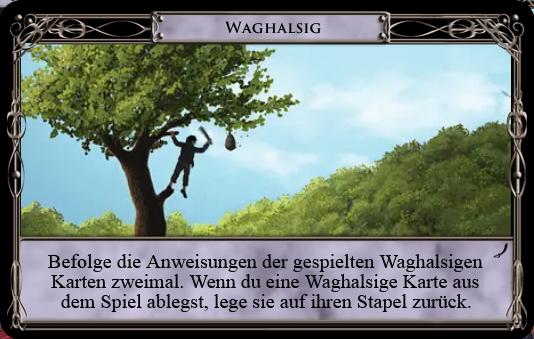 Waghalsig
Befolge die Anweisungen der gespielten Waghalsigen
Karten zweimal. Wenn du eine Waghalsige Karte aus
dem Spiel ablegst, lege sie auf ihren Stapel zurück.